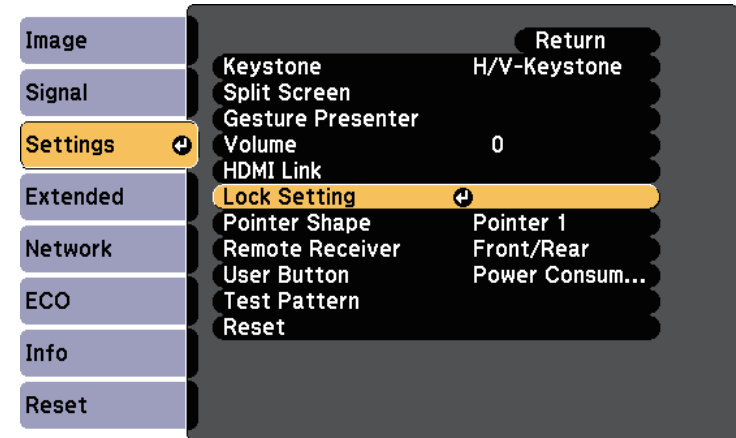 Image
Signal
Settings
Extended
Network
ECO
Info
Reset
Return
Keystone H/V-Keystone
Split Screen
Gesture Presenter
Volume 0
HDMI Link
Lock Setting
Pointer Shape Pointer 1
Remote Receiver Front/Rear
User Button Power Consum...
Test Pattern
Reset